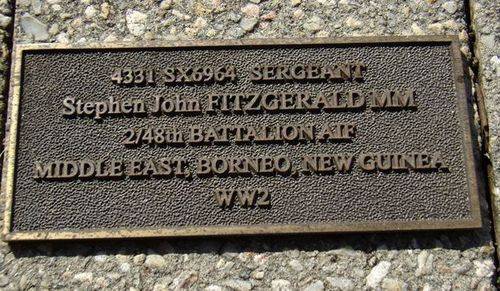 4331 SX6964 SERGEANT
Stephen John FITZGERALD MM
2/48th BATTALION AIF
MIDDLE EAST, BORNEO, NEW GUINEA
WW2